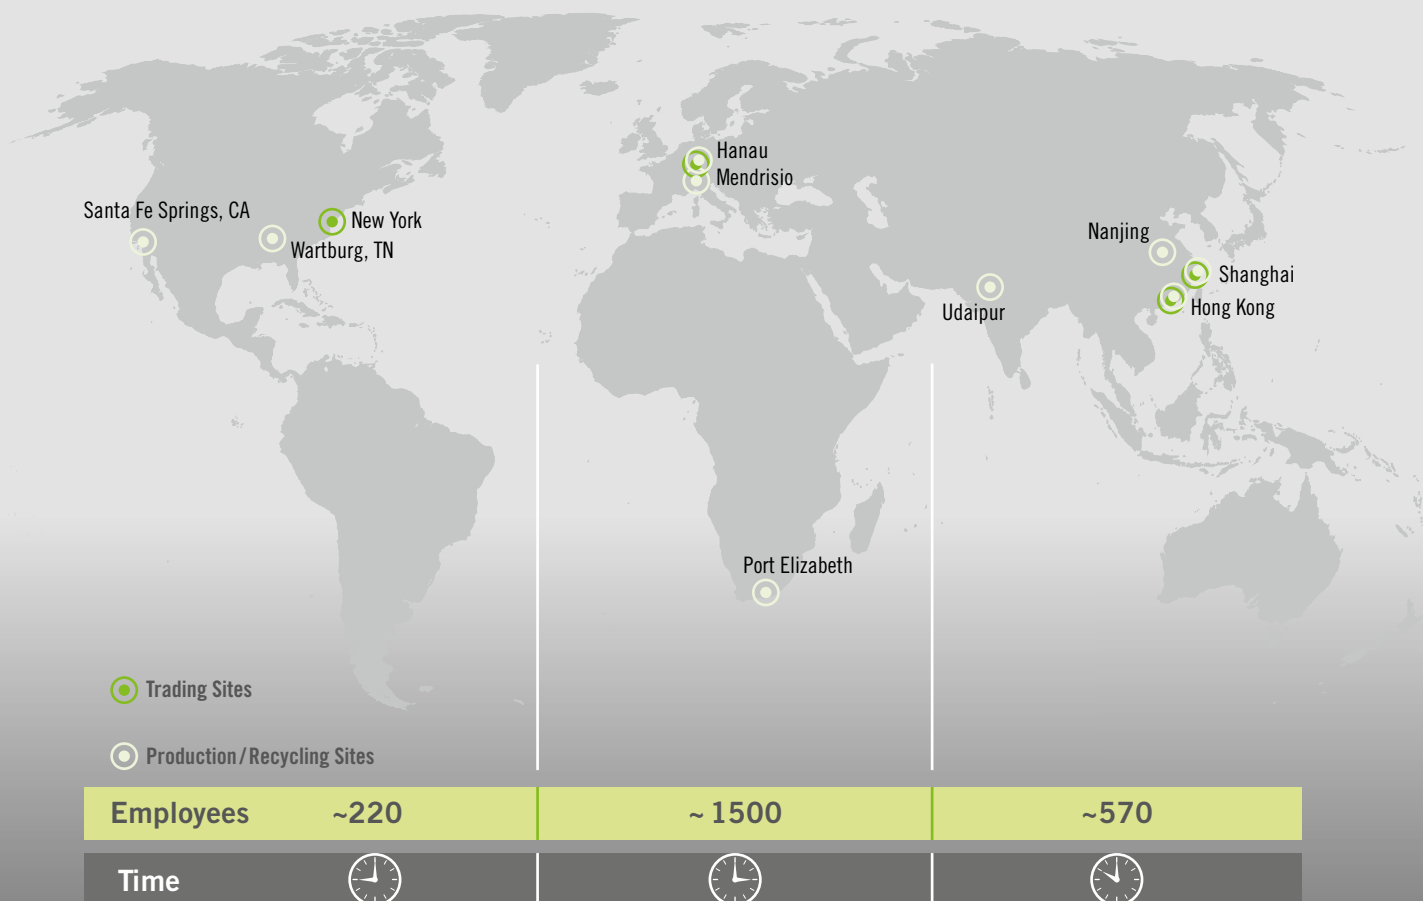 Hanau
Mendrisio
Santa Fe Springs, CA
New York
Wartburg, TN
Nanjing
Shanghai
Udaipur
Hong Kong
Port Elizabeth
Trading Sites
Production/Recycling Sites
Employees ~220 ~ 1500 ~570
Time